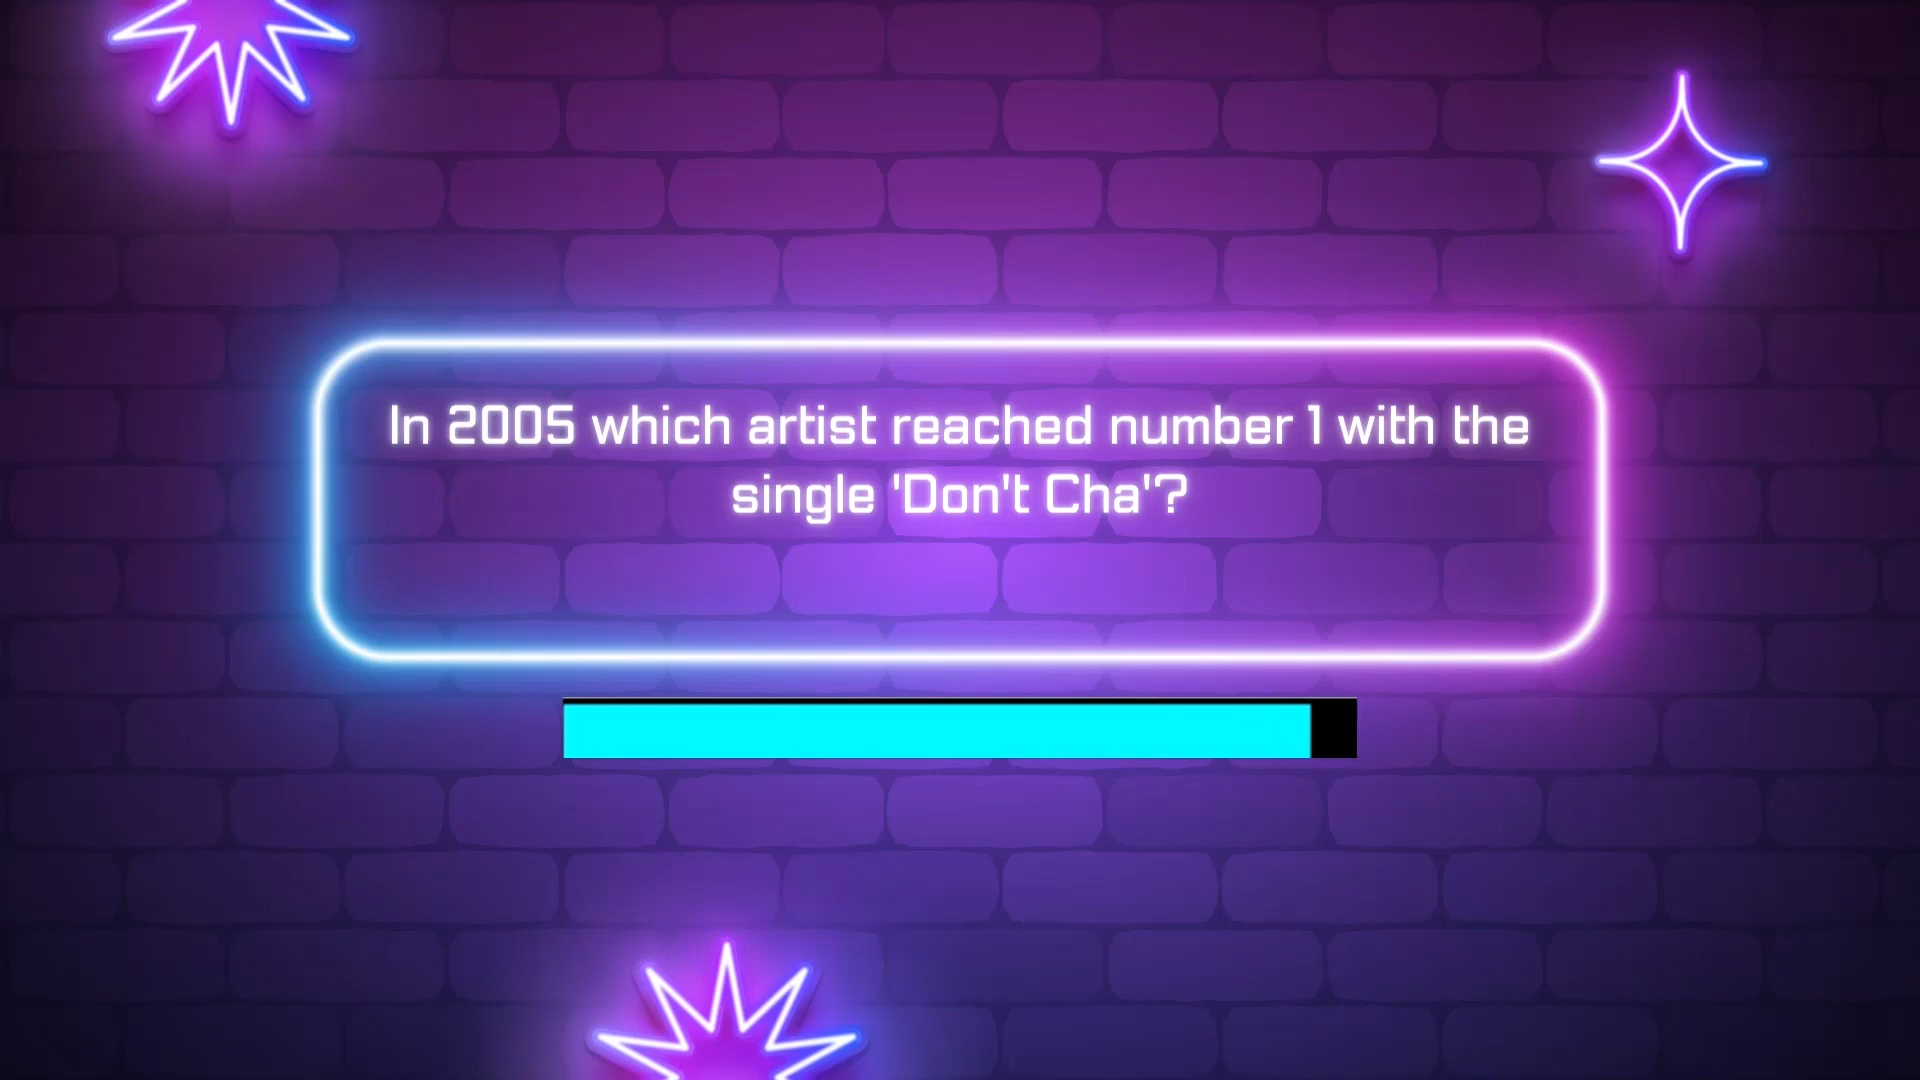 In 2005 which artist reached number 1 with the
single 'Don't Cha'?